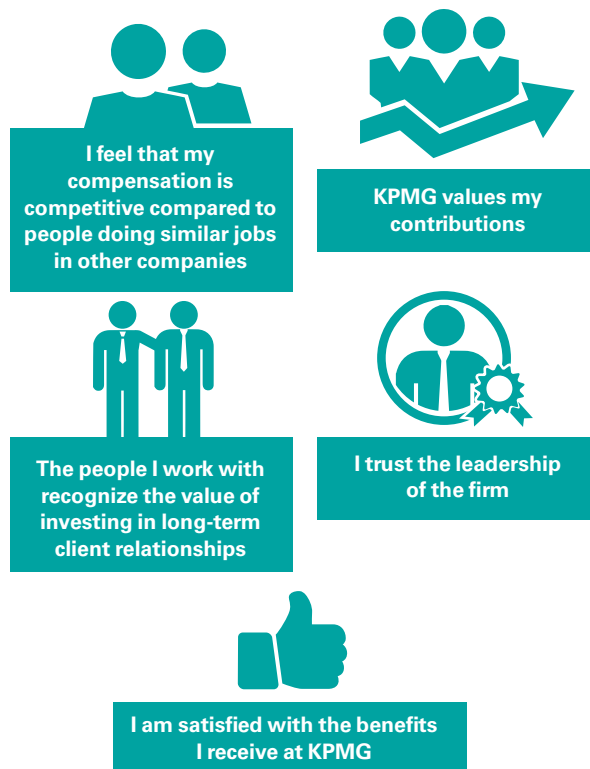 I feel that my
compensation is
competitive compared to
people doing similar jobs
in other companies
KPMG values my
contributions
The people I work with
recognize the value of
investing in long-term
client relationships
I trust the leadership
of the firm
I am satisfied with the benefits
I receive at KPMG